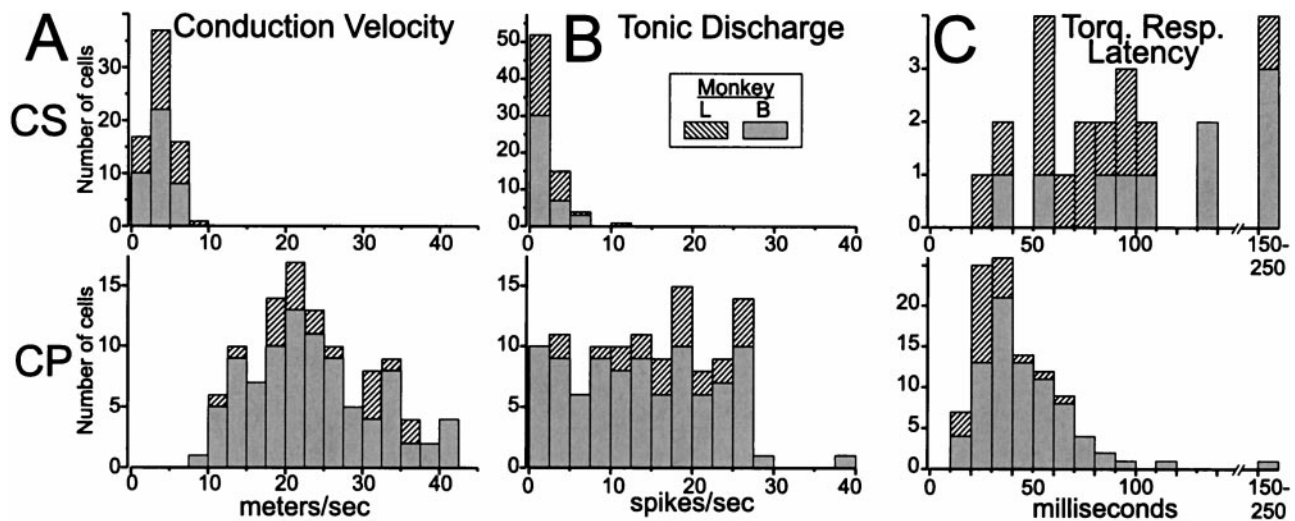 A Conduction Velocity
B Tonic Discharge
C Torq. Resp.
Latency
CS
Number of cells
30
20
10
0
0 10 20 30 40
50
40
30
20
10
0
0 10 20 30 40
Monkey
L B
3
2
1
0
0 50 100 150-
250
CP
Number of cells
15
10
5
0
0 10 20 30 40
meters/sec
15
10
5
0
0 10 20 30 40
spikes/sec
20
15
10
5
0
0 50 100 150-
250
milliseconds